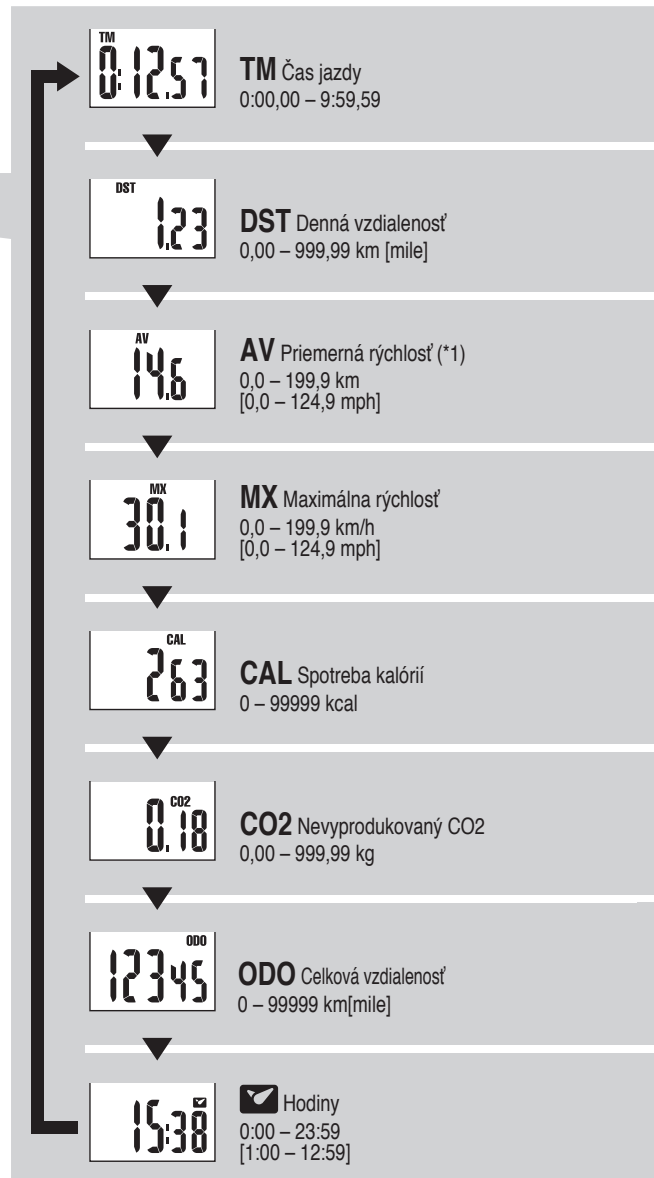 TM
0:12.57
TM Čas jazdy
0:00,00 – 9:59,59
DST
1.23
DST Denná vzdialenosť
0,00 – 999,99 km [mile]
AV
14.6
AV Priemerná rýchlosť (*1)
0,0 – 199,9 km
[0,0 – 124,9 mph]
MX
30.1
MX Maximálna rýchlosť
0,0 – 199,9 km/h
[0,0 – 124,9 mph]
CAL
263
CAL Spotreba kalórií
0 – 99999 kcal
CO2
0.18
CO2 Nevyprodukovaný CO2
0,00 – 999,99 kg
ODO
12345
ODO Celková vzdialenosť
0 – 99999 km[mile]
15:38
Hodiny
0:00 – 23:59
[1:00 – 12:59]